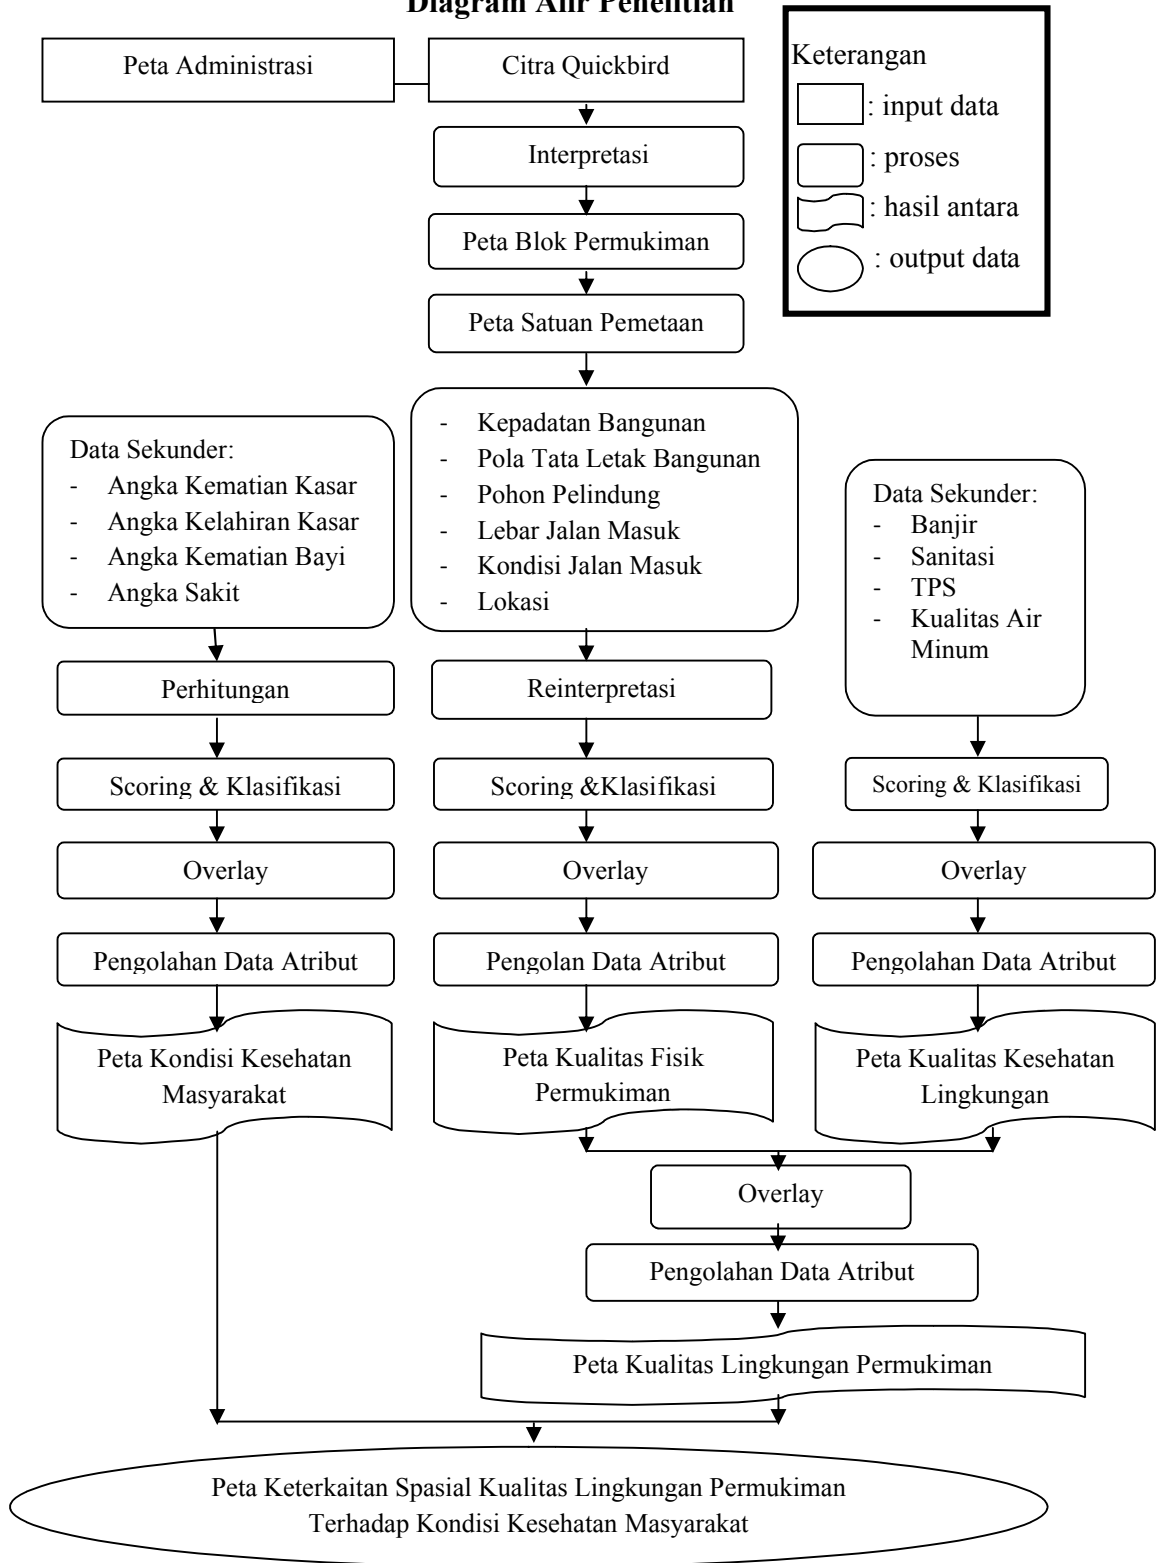 Diagram Alir Penelitian
Peta Administrasi
Citra Quickbird
Keterangan
: input data
: proses
: hasil antara
: output data
Interpretasi
Peta Blok Permukiman
Peta Satuan Pemetaan
Data Sekunder:
- Angka Kematian Kasar
- Angka Kelahiran Kasar
- Angka Kematian Bayi
- Angka Sakit
- Kepadatan Bangunan
- Pola Tata Letak Bangunan
- Pohon Pelindung
- Lebar Jalan Masuk
- Kondisi Jalan Masuk
- Lokasi
Data Sekunder:
- Banjir
- Sanitasi
- TPS
- Kualitas Air
Minum
Perhitungan
Reinterpretasi
Scoring & Klasifikasi
Scoring &Klasifikasi
Scoring & Klasifikasi
Overlay
Overlay
Overlay
Pengolahan Data Atribut
Pengolan Data Atribut
Pengolahan Data Atribut
Peta Kondisi Kesehatan
Masyarakat
Peta Kualitas Fisik
Permukiman
Peta Kualitas Kesehatan
Lingkungan
Overlay
Pengolahan Data Atribut
Peta Kualitas Lingkungan Permukiman
Peta Keterkaitan Spasial Kualitas Lingkungan Permukiman
Terhadap Kondisi Kesehatan Masyarakat